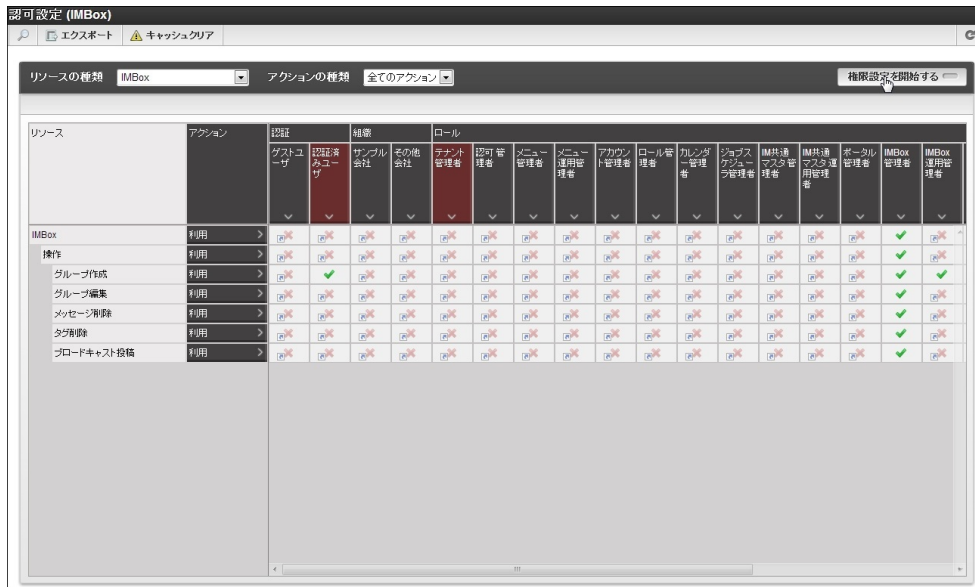 認可設定 (IMBox)
エクスポート キャッシュクリア
リソースの種類 IMBox アクションの種類 全てのアクション 権限設定を開始する
リソース アクション 認証 組織 ロール
ゲストユーザ 認証済みユーザ サンプル会社 その他会社 テナント管理者 認可管理者 メニュー管理者 メニュー運用管理者 アカウント管理者 ロール管理者 カレンダー管理者 ジョブスケジューラ管理者 IM共通マスタ管理者 IM共通マスタ運用管理者 ポータル管理者 IMBox管理者 IMBox運用管理者
IMBox 利用
操作 利用
グループ作成 利用
グループ編集 利用
メッセージ削除 利用
タグ削除 利用
ブロードキャスト投稿 利用